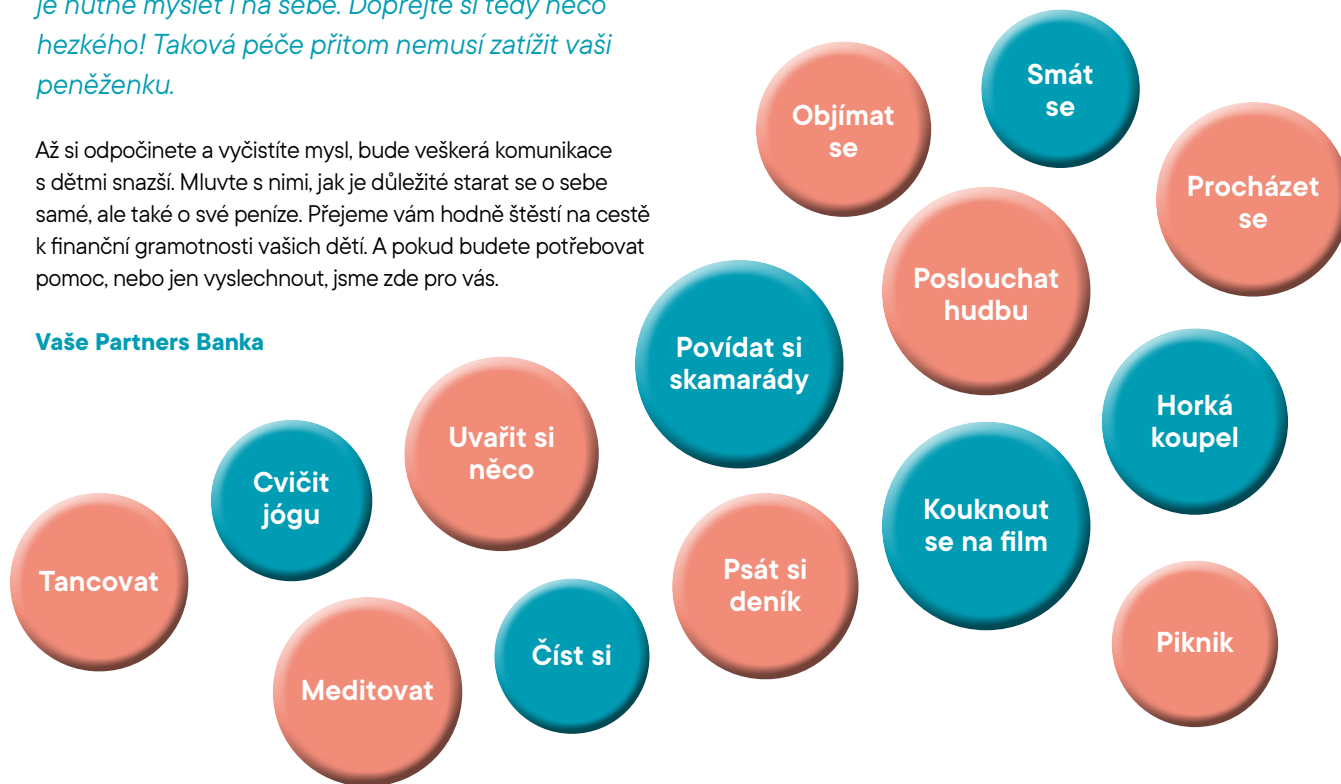 je nutné myslet i na sebe. Dopřejte si tedy něco
hezkého! Taková péče přitom nemusí zatížit vaši
peněženku.
Až si odpočinete a vyčistíte mysl, bude veškerá komunikace
s dětmi snazší. Mluvte s nimi, jak je důležité starat se o sebe
samé, ale také o své peníze. Přejeme vám hodně štěstí na cestě
k finanční gramotnosti vašich dětí. A pokud budete potřebovat
pomoc, nebo jen vyslechnout, jsme zde pro vás.
Vaše Partners Banka
Smát
se
Objímat
se
Procházet
se
Poslouchat
hudbu
Povídat si
skamarády
Horká
koupel
Uvařit si
něco
Cvičit
jógu
Kouknout
se na film
Psát si
deník
Tancovat
Číst si
Piknik
Meditovat